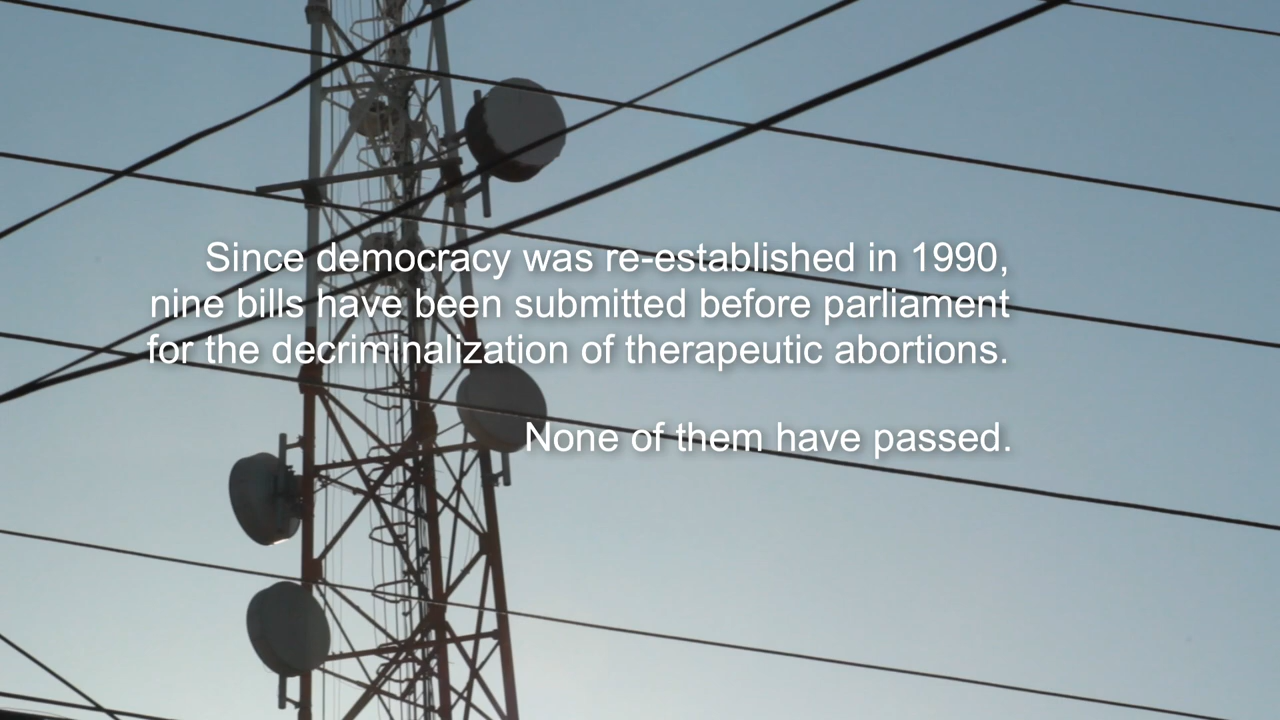 Since democracy was re-established in 1990,
nine bills have been submitted before parliament
for the decriminalization of therapeutic abortions.
None of them have passed.